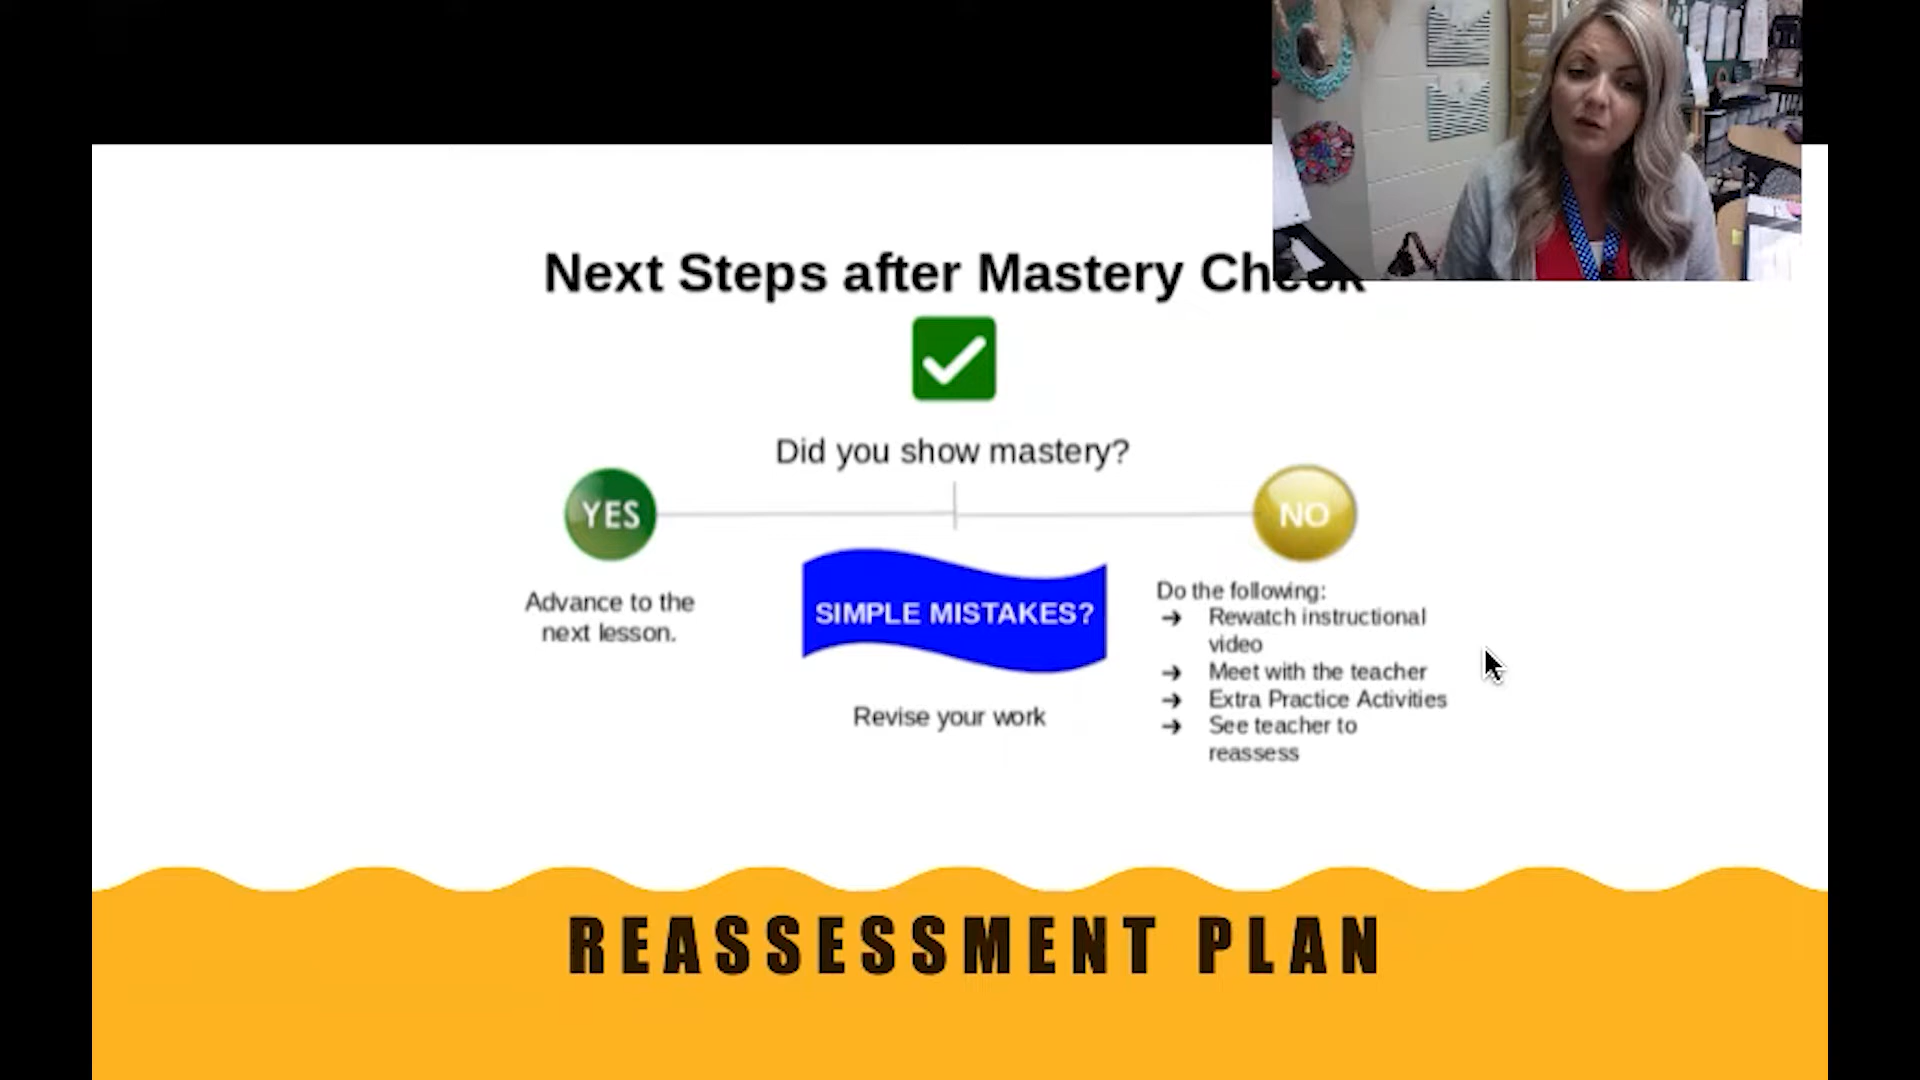 Next Steps after Mastery Check
Did you show mastery?
YES
NO
Advance to the
next lesson.
SIMPLE MISTAKES?
Revise your work
Do the following:
➔ Rewatch instructional
video
➔ Meet with the teacher
➔ Extra Practice Activities
➔ See teacher to
reassess
REASSESSMENT PLAN